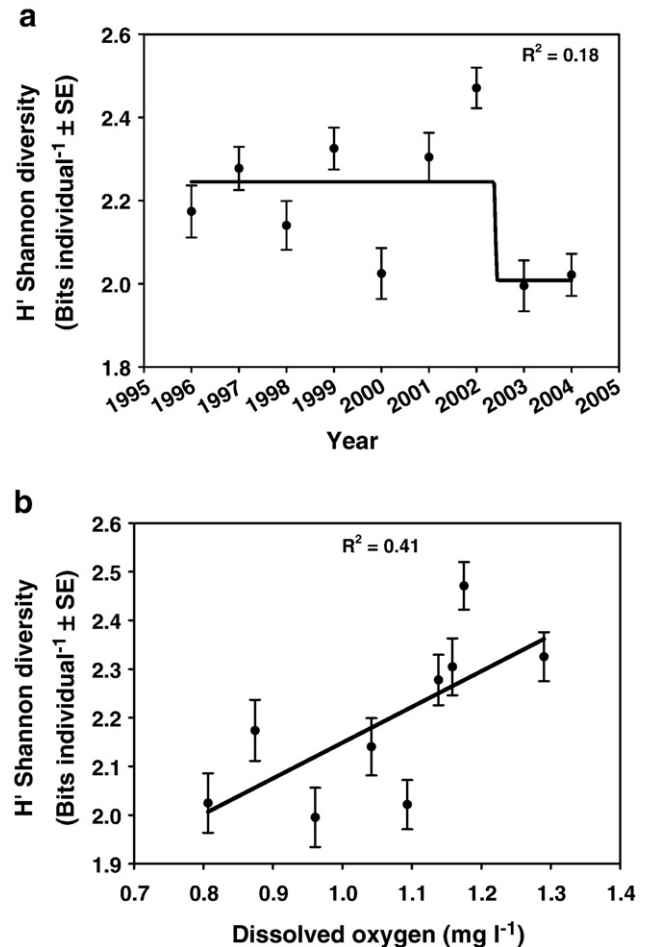 a
R² = 0.18
H' Shannon diversity
(Bits individual⁻¹ ± SE)
2.6
2.4
2.2
2.0
1.8
1995
1996
1997
1998
1999
2000
2001
2002
2003
2004
2005
Year
b
R² = 0.41
H' Shannon diversity
(Bits individual⁻¹ ± SE)
2.6
2.5
2.4
2.3
2.2
2.1
2.0
1.9
0.7 0.8 0.9 1.0 1.1 1.2 1.3 1.4
Dissolved oxygen (mg l⁻¹)